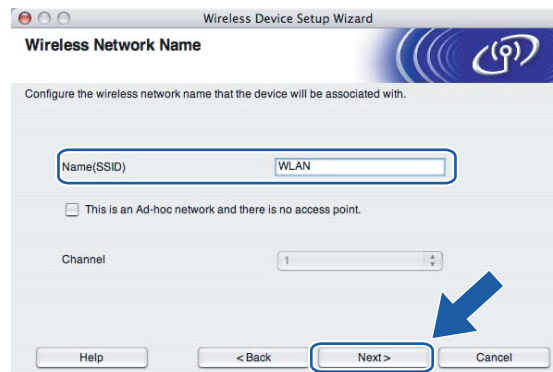 Wireless Device Setup Wizard
Wireless Network Name
Configure the wireless network name that the device will be associated with.
Name(SSID) WLAN
This is an Ad-hoc network and there is no access point.
Channel 1
Help < Back Next > Cancel